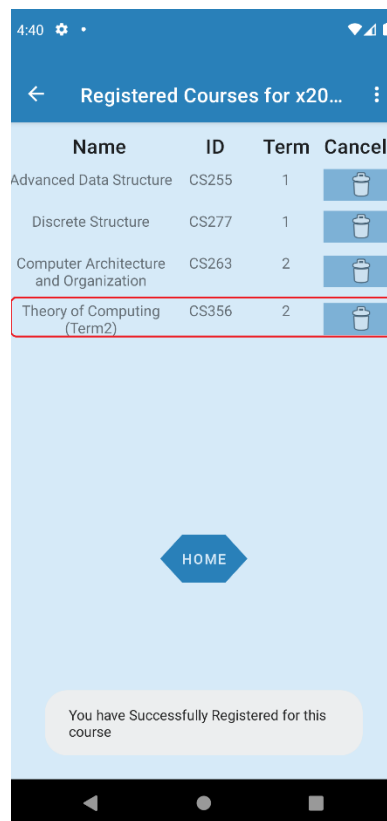 4:40
Registered Courses for x20...
Name ID Term Cancel
Advanced Data Structure CS255 1
Discrete Structure CS277 1
Computer Architecture and Organization CS263 2
Theory of Computing (Term2) CS356 2
HOME
You have Successfully Registered for this
course